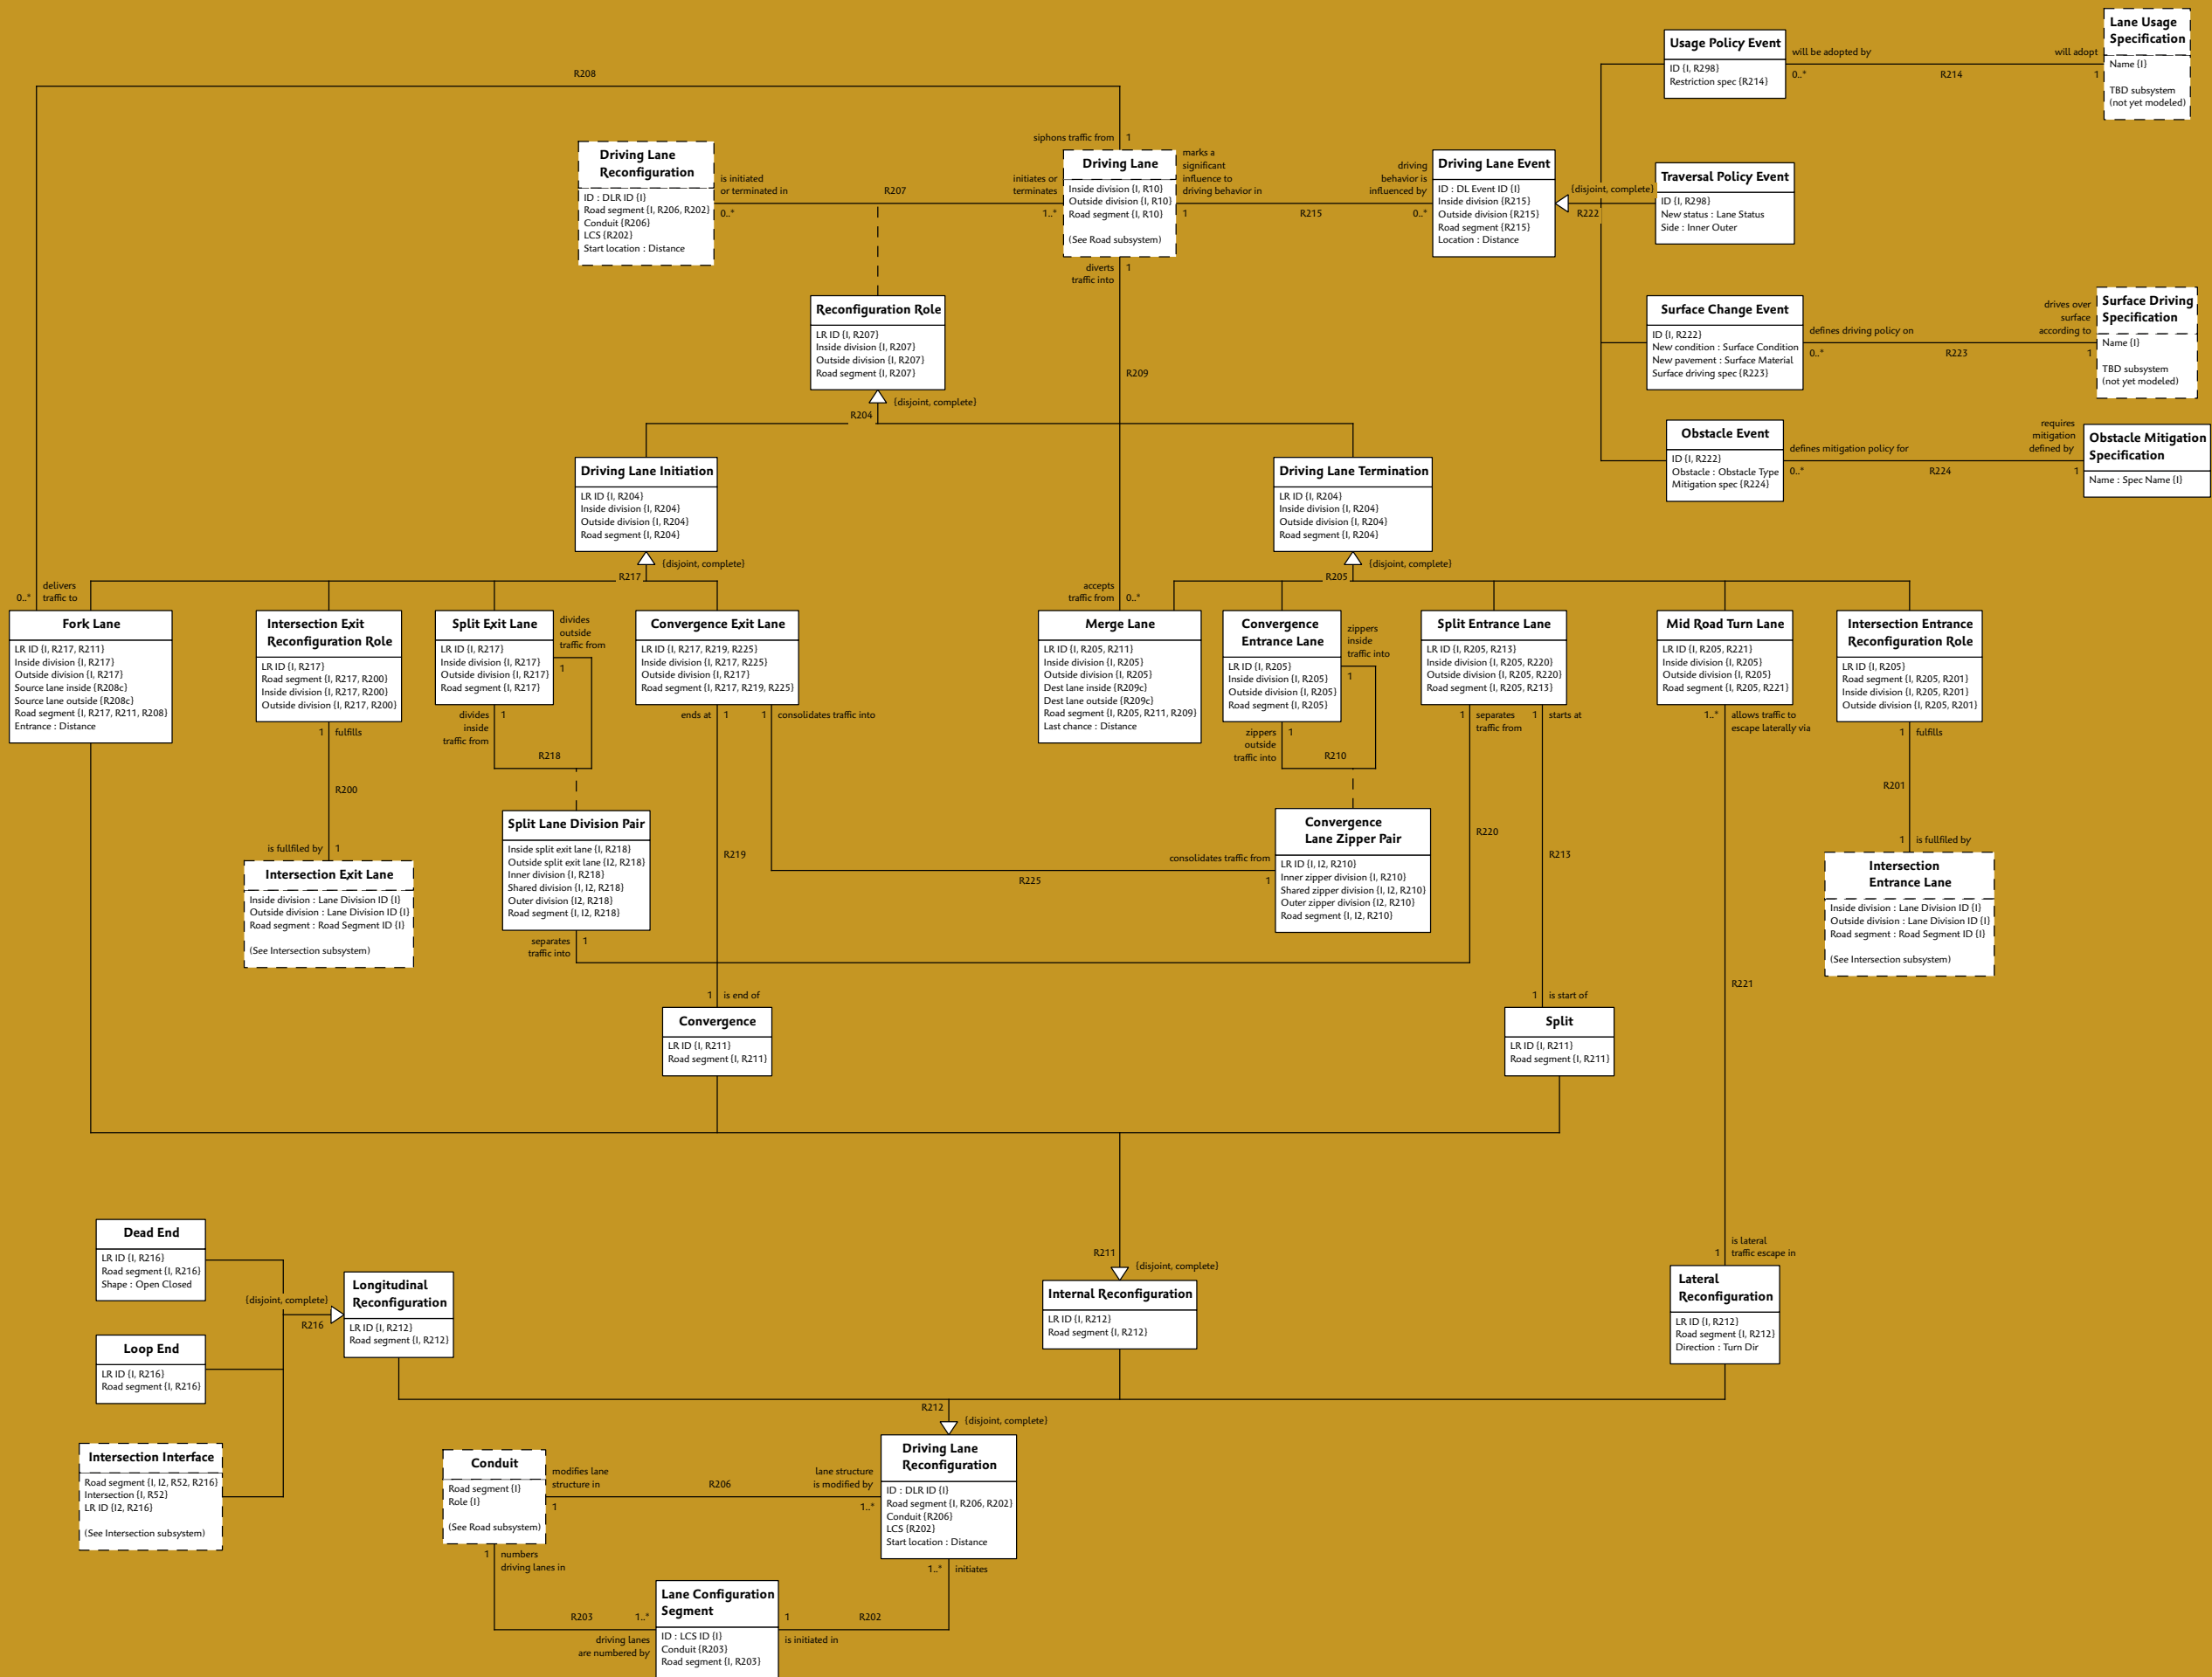 Lane Usage
Specification
Name {I}
TBD subsystem
(not yet modeled)
Usage Policy Event
ID {I, R298}
Restriction spec {R214}
will be adopted by
will adopt
0..*
R214
1
R208
siphons traffic from
1
Driving Lane
Reconfiguration
ID : DLR ID {I}
Road segment {I, R206, R202}
Conduit {R206}
LCS {R202}
Start location : Distance
is initiated
or terminated in
0..*
R207
initiates or
terminates
1..*
Driving Lane
Inside division {I, R10}
Outside division {I, R10}
Road segment {I, R10}
(See Road subsystem)
marks a
significant
influence to
driving behavior in
1
R215
driving
behavior is
influenced by
0..*
Driving Lane Event
ID : DL Event ID {I}
Inside division {R215}
Outside division {R215}
Road segment {R215}
Location : Distance
{disjoint, complete}
R222
Traversal Policy Event
ID {I, R298}
New status : Lane Status
Side : Inner Outer
diverts
traffic into
1
Reconfiguration Role
LR ID {I, R207}
Inside division {I, R207}
Outside division {I, R207}
Road segment {I, R207}
R209
Surface Change Event
ID {I, R222}
New condition : Surface Condition
New pavement : Surface Material
Surface driving spec {R223}
defines driving policy on
0..*
R223
drives over
surface
according to
1
Surface Driving
Specification
Name {I}
TBD subsystem
(not yet modeled)
{disjoint, complete}
R204
Obstacle Event
ID {I, R222}
Obstacle : Obstacle Type
Mitigation spec {R224}
defines mitigation policy for
0..*
R224
requires
mitigation
defined by
1
Obstacle Mitigation
Specification
Name : Spec Name {I}
Driving Lane Initiation
LR ID {I, R204}
Inside division {I, R204}
Outside division {I, R204}
Road segment {I, R204}
Driving Lane Termination
LR ID {I, R204}
Inside division {I, R204}
Outside division {I, R204}
Road segment {I, R204}
{disjoint, complete}
R217
{disjoint, complete}
R205
delivers
traffic to
0..*
accepts
traffic from
0..*
Fork Lane
LR ID {I, R217, R211}
Inside division {I, R217}
Outside division {I, R217}
Source lane inside {R208c}
Source lane outside {R208c}
Road segment {I, R217, R211, R208}
Entrance : Distance
Intersection Exit
Reconfiguration Role
LR ID {I, R217}
Road segment {I, R217, R200}
Inside division {I, R217, R200}
Outside division {I, R217, R200}
1
fulfills
R200
is fullfiled by
1
Split Exit Lane
LR ID {I, R217}
Inside division {I, R217}
Outside division {I, R217}
Road segment {I, R217}
divides
outside
traffic from
1
divides
inside
traffic from
1
R218
Convergence Exit Lane
LR ID {I, R217, R219, R225}
Inside division {I, R217, R225}
Outside division {I, R217}
Road segment {I, R217, R219, R225}
ends at
1
1
consolidates traffic into
Merge Lane
LR ID {I, R205, R211}
Inside division {I, R205}
Outside division {I, R205}
Dest lane inside {R209c}
Dest lane outside {R209c}
Road segment {I, R205, R211, R209}
Last chance : Distance
Convergence
Entrance Lane
LR ID {I, R205}
Inside division {I, R205}
Outside division {I, R205}
Road segment {I, R205}
zippers
inside
traffic into
1
zippers
outside
traffic into
1
R210
Split Entrance Lane
LR ID {I, R205, R213}
Inside division {I, R205, R220}
Outside division {I, R205, R220}
Road segment {I, R205, R213}
1
separates
traffic from
1
starts at
Mid Road Turn Lane
LR ID {I, R205, R221}
Inside division {I, R205}
Outside division {I, R205}
Road segment {I, R205, R221}
1..*
allows traffic to
escape laterally via
Intersection Entrance
Reconfiguration Role
LR ID {I, R205}
Road segment {I, R205, R201}
Inside division {I, R205, R201}
Outside division {I, R205, R201}
1
fulfills
R201
1
is fullfiled by
Intersection Exit Lane
Inside division : Lane Division ID {I}
Outside division : Lane Division ID {I}
Road segment : Road Segment ID {I}
(See Intersection subsystem)
Split Lane Division Pair
Inside split exit lane {I, R218}
Outside split exit lane {I2, R218}
Inner division {I, R218}
Shared division {I, I2, R218}
Outer division {I2, R218}
Road segment {I, I2, R218}
separates
traffic into
1
R219
consolidates traffic from
R225
1
Convergence
Lane Zipper Pair
LR ID {I, I2, R210}
Inner zipper division {I, R210}
Shared zipper division {I, I2, R210}
Outer zipper division {I2, R210}
Road segment {I, I2, R210}
R220
R213
Intersection
Entrance Lane
Inside division : Lane Division ID {I}
Outside division : Lane Division ID {I}
Road segment : Road Segment ID {I}
(See Intersection subsystem)
R221
1
is end of
Convergence
LR ID {I, R211}
Road segment {I, R211}
1
is start of
Split
LR ID {I, R211}
Road segment {I, R211}
Dead End
LR ID {I, R216}
Road segment {I, R216}
Shape : Open Closed
Loop End
LR ID {I, R216}
Road segment {I, R216}
{disjoint, complete}
R216
Longitudinal
Reconfiguration
LR ID {I, R212}
Road segment {I, R212}
R211
{disjoint, complete}
Internal Reconfiguration
LR ID {I, R212}
Road segment {I, R212}
1
is lateral
traffic escape in
Lateral
Reconfiguration
LR ID {I, R212}
Road segment {I, R212}
Direction : Turn Dir
R212
{disjoint, complete}
Intersection Interface
Road segment {I, I2, R52, R216}
Intersection {I, R52}
LR ID {I2, R216}
(See Intersection subsystem)
Conduit
Road segment {I}
Role {I}
(See Road subsystem)
modifies lane
structure in
1
R206
lane structure
is modified by
1..*
Driving Lane
Reconfiguration
ID : DLR ID {I}
Road segment {I, R206, R202}
Conduit {R206}
LCS {R202}
Start location : Distance
1
numbers
driving lanes in
1..*
initiates
R203
1..*
driving lanes
are numbered by
Lane Configuration
Segment
ID : LCS ID {I}
Conduit {R203}
Road segment {I, R203}
1
R202
is initiated in